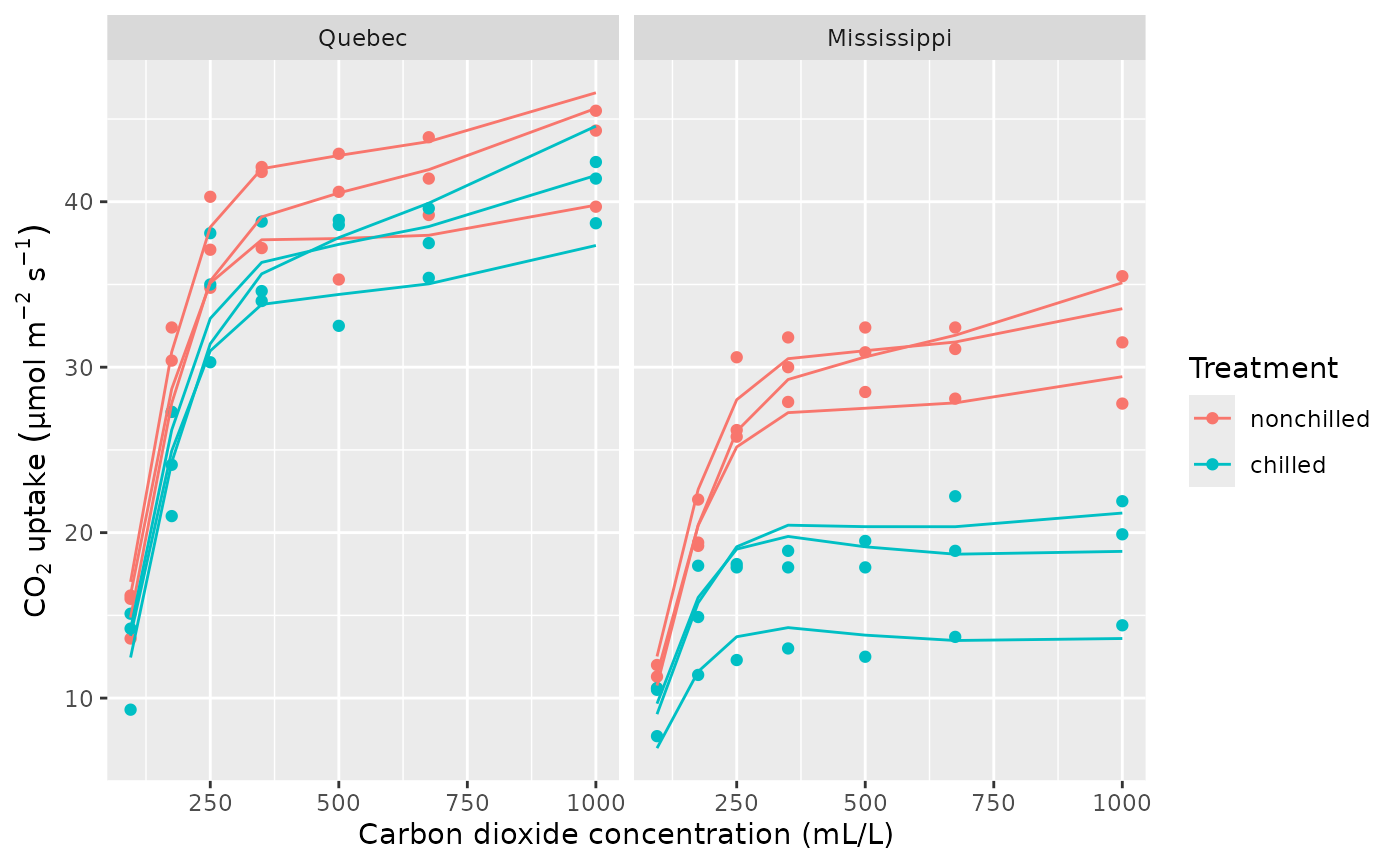 Quebec Mississippi
40
30
20
10
CO₂ uptake (μmol m⁻² s⁻¹)
250 500 750 1000 250 500 750 1000
Carbon dioxide concentration (mL/L)
Treatment
nonchilled
chilled